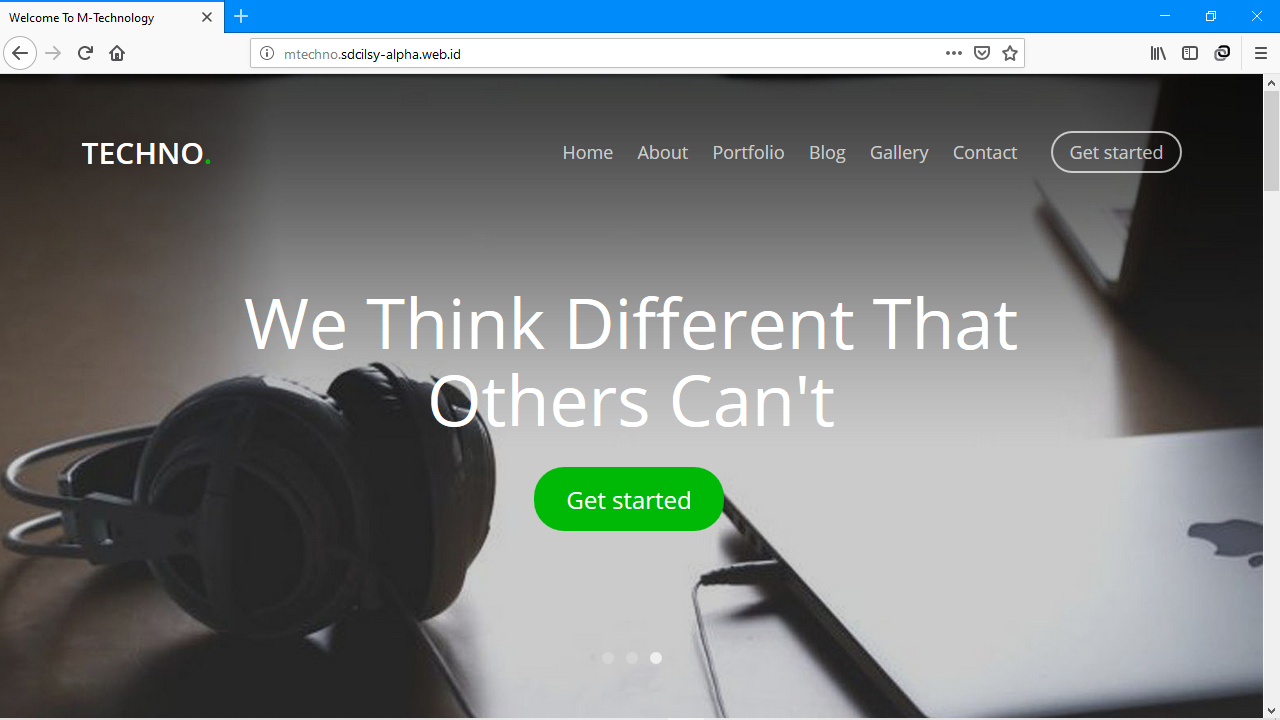 Welcome To M-Technology
mtechno.sdcilsy-alpha.web.id
TECHNO.
Home About Portfolio Blog Gallery Contact Get started
We Think Different That
Others Can't
Get started